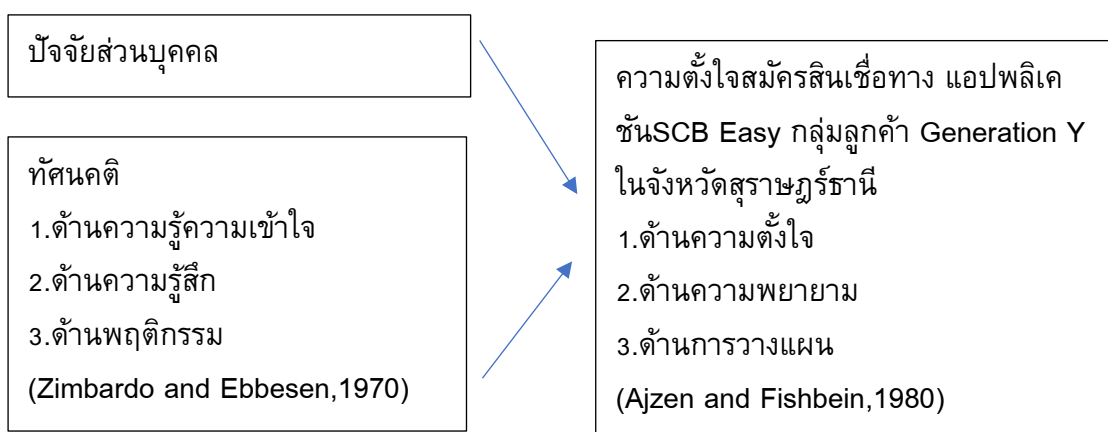 ปัจจัยส่วนบุคคล
ทัศนคติ
1.ด้านความรู้ความเข้าใจ
2.ด้านความรู้สึก
3.ด้านพฤติกรรม
(Zimbardo and Ebbesen,1970)
ความตั้งใจสมัครสินเชื่อทาง แอปพลิเค
ชันSCB Easy กลุ่มลูกค้า Generation Y
ในจังหวัดสุราษฎร์ธานี
1.ด้านความตั้งใจ
2.ด้านความพยายาม
3.ด้านการวางแผน
(Ajzen and Fishbein,1980)